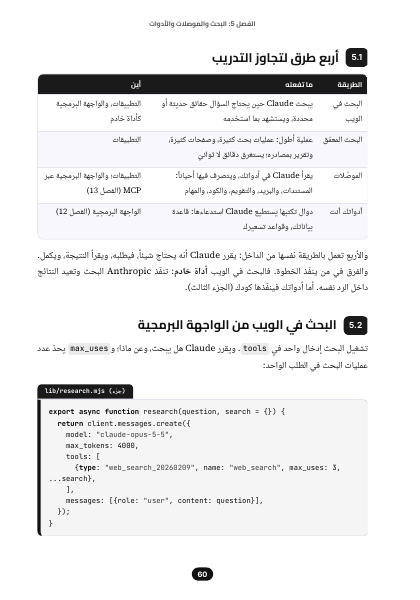 الفصل 5: البحث والموصلات والأدوات
5.1 أربع طرق لتجاوز التدريب
الطريقة ما تفعله أين
البحث في الويب يبحث Claude حين يحتاج السؤال حقائق حديثة أو محددة، ويستشهد بما استخدمه التطبيقات، والواجهة البرمجية كأداة خادم
البحث المعمّق عملية أطول: عمليات بحث كثيرة، وصفحات كثيرة، وتقرير بمصادره؛ يستغرق دقائق لا ثواني التطبيقات
الموصّلات يقرأ Claude في أدواتك، ويتصرف فيها أحياناً: المستندات، والبريد، والتقويم، والكود، والمهام التطبيقات؛ والواجهة البرمجية عبر MCP (الفصل 13)
أدواتك أنت دوال تكتبها يستطيع Claude استدعاءها: قاعدة بياناتك، وقواعد تسعيرك الواجهة البرمجية (الفصل 12)
والأربع تعمل بالطريقة نفسها من الداخل: يقرر Claude أنه يحتاج شيئاً، فيطلبه، ويقرأ النتيجة، ويكمل.
والفرق في مَن ينفّذ الخطوة. فالبحث في الويب أداة خادم: تنفّذ Anthropic البحث وتعيد النتائج
داخل الرد نفسه. أما أدواتك فينفّذها كودك (الجزء الثالث).
5.2 البحث في الويب من الواجهة البرمجية
تشغيل البحث إدخال واحد في tools. ويقرر Claude هل يبحث، وعن ماذا؛ و max_uses يحدّ عدد
عمليات البحث في الطلب الواحد:
lib/research.mjs (جزء)
export async function research(question, search = {}) {
return client.messages.create({
model: "claude-opus-5-5",
max_tokens: 4000,
tools: [
{type: "web_search_20260209", name: "web_search", max_uses: 3,
...search},
],
messages: [{role: "user", content: question}],
});
}
60